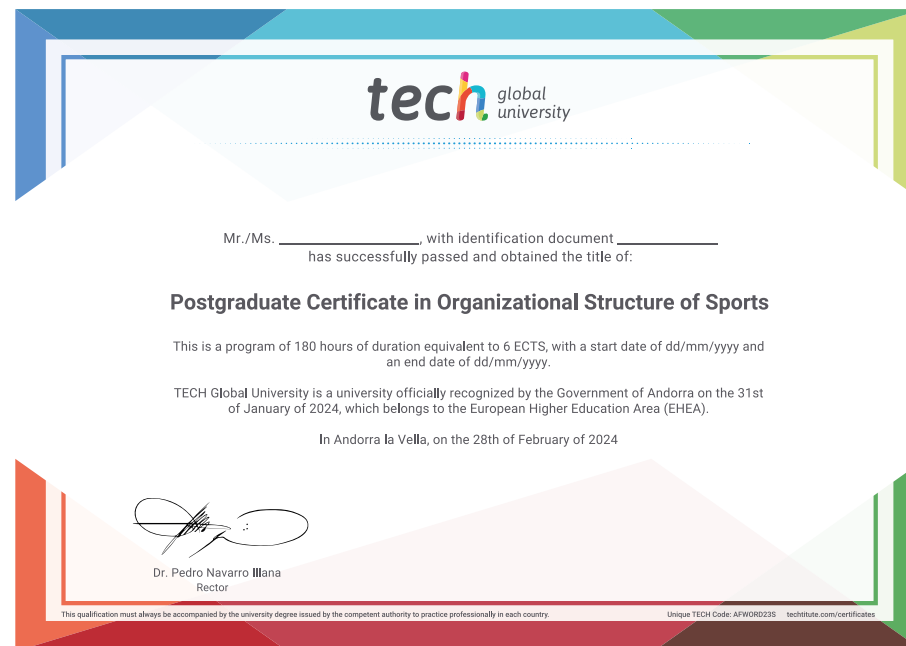 tech global university
Mr./Ms. ________________, with identification document ____________
has successfully passed and obtained the title of:
Postgraduate Certificate in Organizational Structure of Sports
This is a program of 180 hours of duration equivalent to 6 ECTS, with a start date of dd/mm/yyyy and
an end date of dd/mm/yyyy.
TECH Global University is a university officially recognized by the Government of Andorra on the 31st
of January of 2024, which belongs to the European Higher Education Area (EHEA).
In Andorra la Vella, on the 28th of February of 2024
Dr. Pedro Navarro Illana
Rector
This qualification must always be accompanied by the university degree issued by the competent authority to practice professionally in each country.
Unique TECH Code: AFWORD23S techtitute.com/certificates